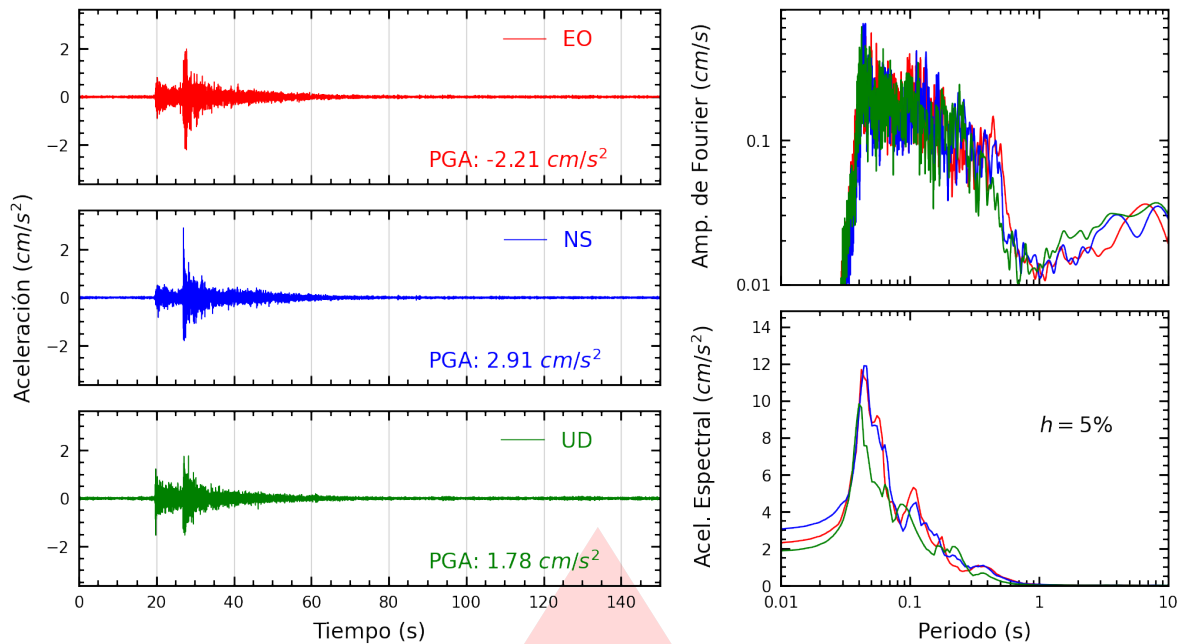 Aceleración (cm/s²)
2
0
−2
EO
PGA: -2.21 cm/s²
2
0
−2
NS
PGA: 2.91 cm/s²
2
0
−2
UD
PGA: 1.78 cm/s²
0 20 40 60 80 100 120 140
Tiempo (s)
Amp. de Fourier (cm/s)
0.1
0.01
Acel. Espectral (cm/s²)
14
12
10
8
6
4
2
0
h = 5%
0.01 0.1 1 10
Periodo (s)